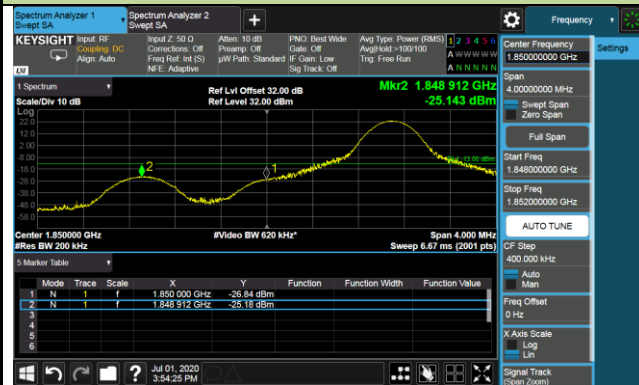 Spectrum Analyzer 1
Swept SA
Spectrum Analyzer 2
Swept SA
+
Frequency
KEYSIGHT
Input: RF
Coupling: DC
Align: Auto
Input Z: 50 Ω
Corrections: Off
Freq Ref: Int (S)
NFE: Adaptive
Atten: 10 dB
Preamp: Off
µW Path: Standard
PNO: Best Wide
Gate: Off
IF Gain: Low
Sig Track: Off
Avg Type: Power (RMS)
Avg|Hold:>100/100
Trig: Free Run
1 2 3 4 5 6
A W W W W W
A N N N N N
LXI
1 Spectrum
Scale/Div 10 dB
Log
Ref Lvl Offset 32.00 dB
Ref Level 32.00 dBm
Mkr2 1.848 912 GHz
-25.143 dBm
22.0
12.0
2.00
-8.00
-18.0
-28.0
-38.0
-48.0
-58.0
2
1
-13.00 dBm
Center 1.850000 GHz
#Res BW 200 kHz
#Video BW 620 kHz*
Span 4.000 MHz
Sweep 6.67 ms (2001 pts)
5 Marker Table
Mode Trace Scale X Y Function Function Width Function Value
1 N 1 f 1.850 000 GHz -26.84 dBm
2 N 1 f 1.848 912 GHz -25.18 dBm
3
4
5
6
Jul 01, 2020
3:54:25 PM
?
Center Frequency
1.850000000 GHz
Settings
Span
4.00000000 MHz
Swept Span
Zero Span
Full Span
Start Freq
1.848000000 GHz
Stop Freq
1.852000000 GHz
AUTO TUNE
CF Step
400.000 kHz
Auto
Man
Freq Offset
0 Hz
X Axis Scale
Log
Lin
Signal Track
(Span Zoom)